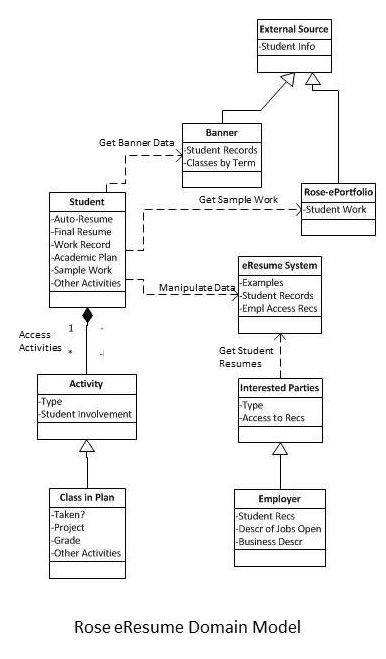 External Source
-Student Info
Banner
-Student Records
-Classes by Term
Get Banner Data
Rose-ePortfolio
-Student Work
Get Sample Work
Student
-Auto-Resume
-Final Resume
-Work Record
-Academic Plan
-Sample Work
-Other Activities
Manipulate Data
eResume System
-Examples
-Student Records
-Empl Access Recs
1 -
Access
Activities
* -
Get Student
Resumes
Activity
-Type
-Student Involvement
Interested Parties
-Type
-Access to Recs
Class in Plan
-Taken?
-Project
-Grade
-Other Activities
Employer
-Student Recs
-Descr of Jobs Open
-Business Descr
Rose eResume Domain Model